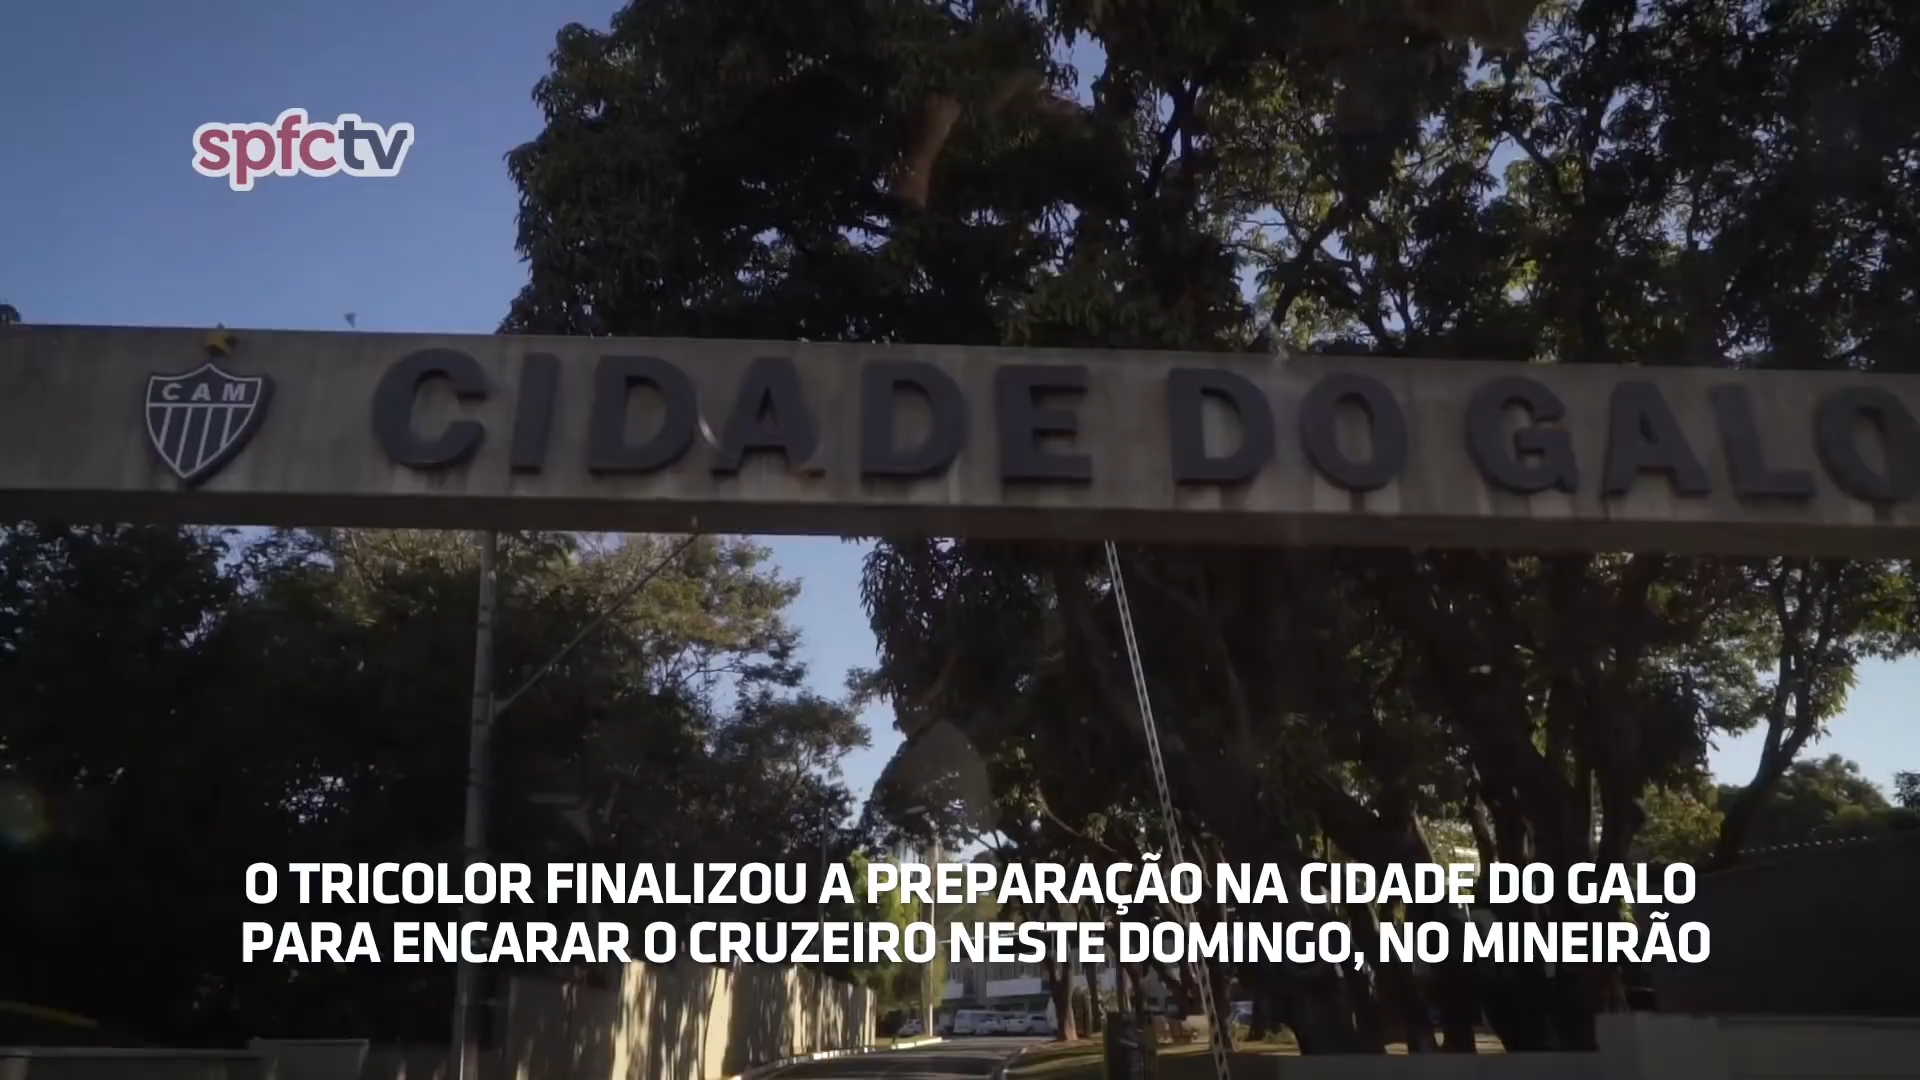 spfctv
CAM
CIDADE DO GALO
O TRICOLOR FINALIZOU A PREPARAÇÃO NA CIDADE DO GALO
PARA ENCARAR O CRUZEIRO NESTE DOMINGO, NO MINEIRÃO